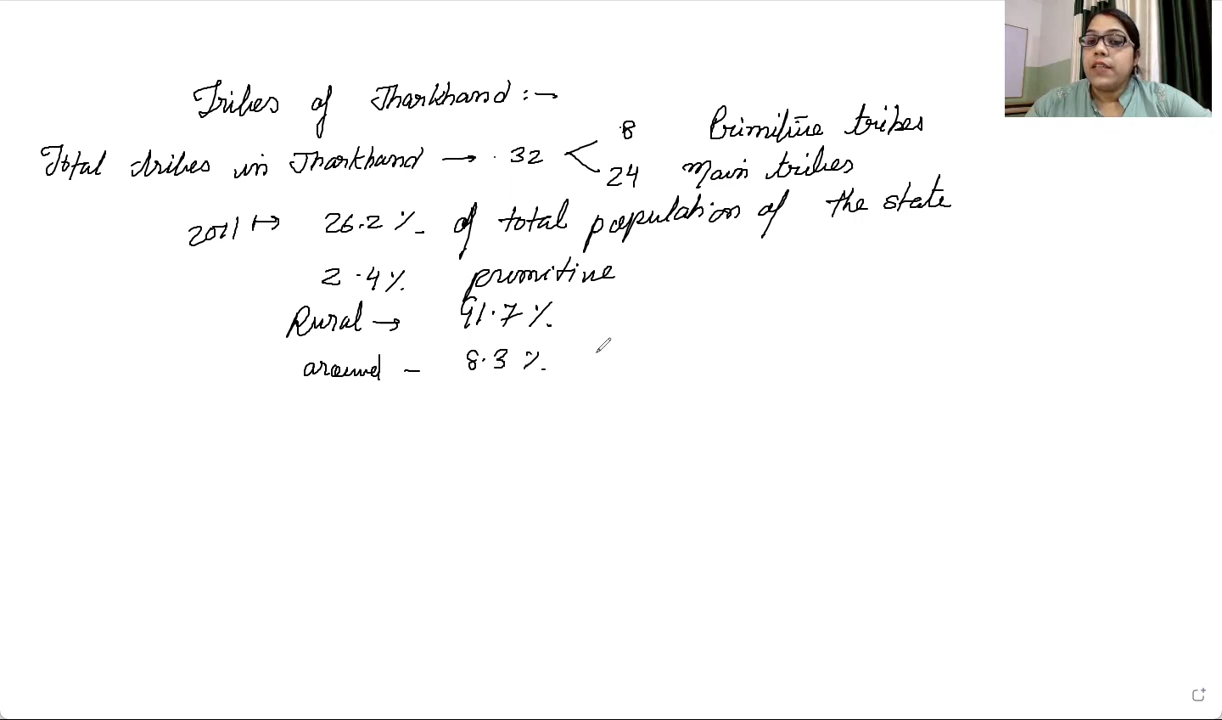 Tribes of Jharkhand :-
Total tribes in Jharkhand → 32 < 8 Primitive tribes
24 Main tribes
2011 ↦ 26.2 % of total population of the state
2.4 % primitive
Rural → 91.7 %.
around - 8.3 %.